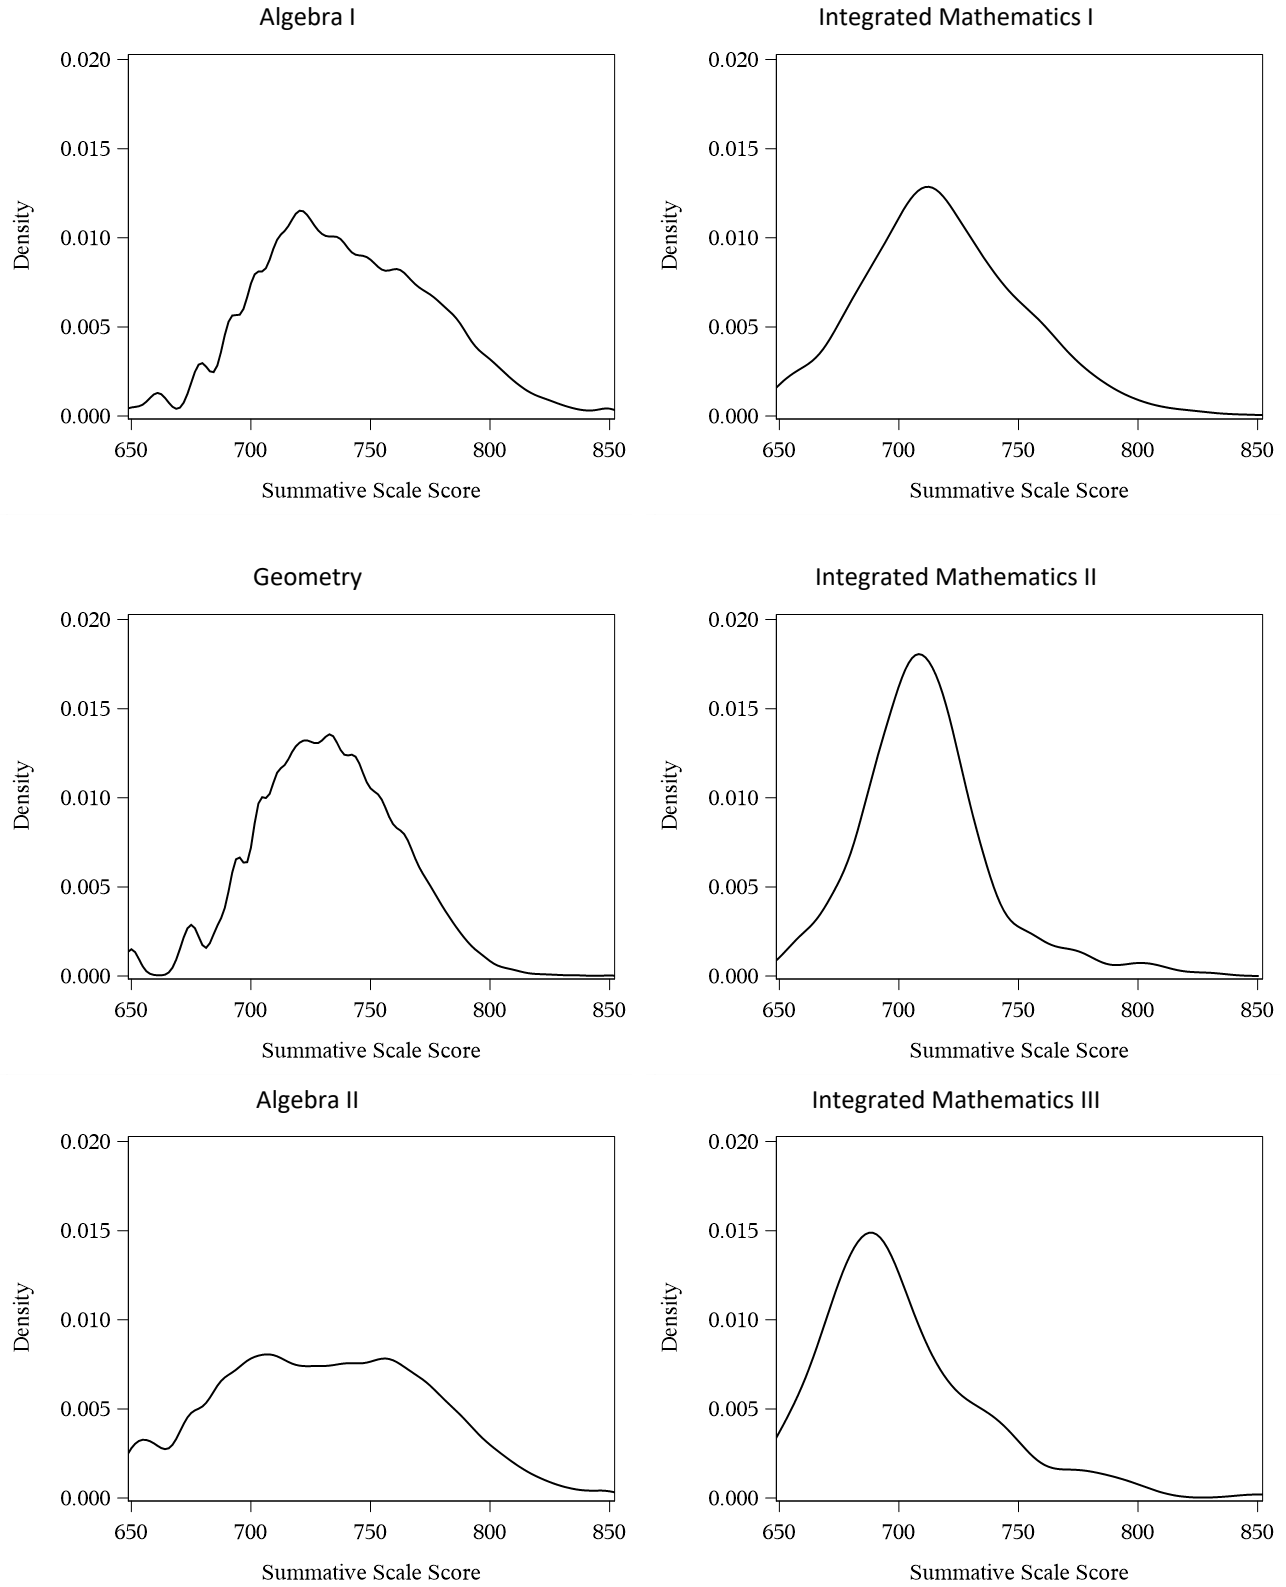 Algebra I
0.020
0.015
0.010
0.005
0.000
Density
650 700 750 800 850
Summative Scale Score
Integrated Mathematics I
0.020
0.015
0.010
0.005
0.000
Density
650 700 750 800 850
Summative Scale Score
Geometry
0.020
0.015
0.010
0.005
0.000
Density
650 700 750 800 850
Summative Scale Score
Integrated Mathematics II
0.020
0.015
0.010
0.005
0.000
Density
650 700 750 800 850
Summative Scale Score
Algebra II
0.020
0.015
0.010
0.005
0.000
Density
650 700 750 800 850
Summative Scale Score
Integrated Mathematics III
0.020
0.015
0.010
0.005
0.000
Density
650 700 750 800 850
Summative Scale Score